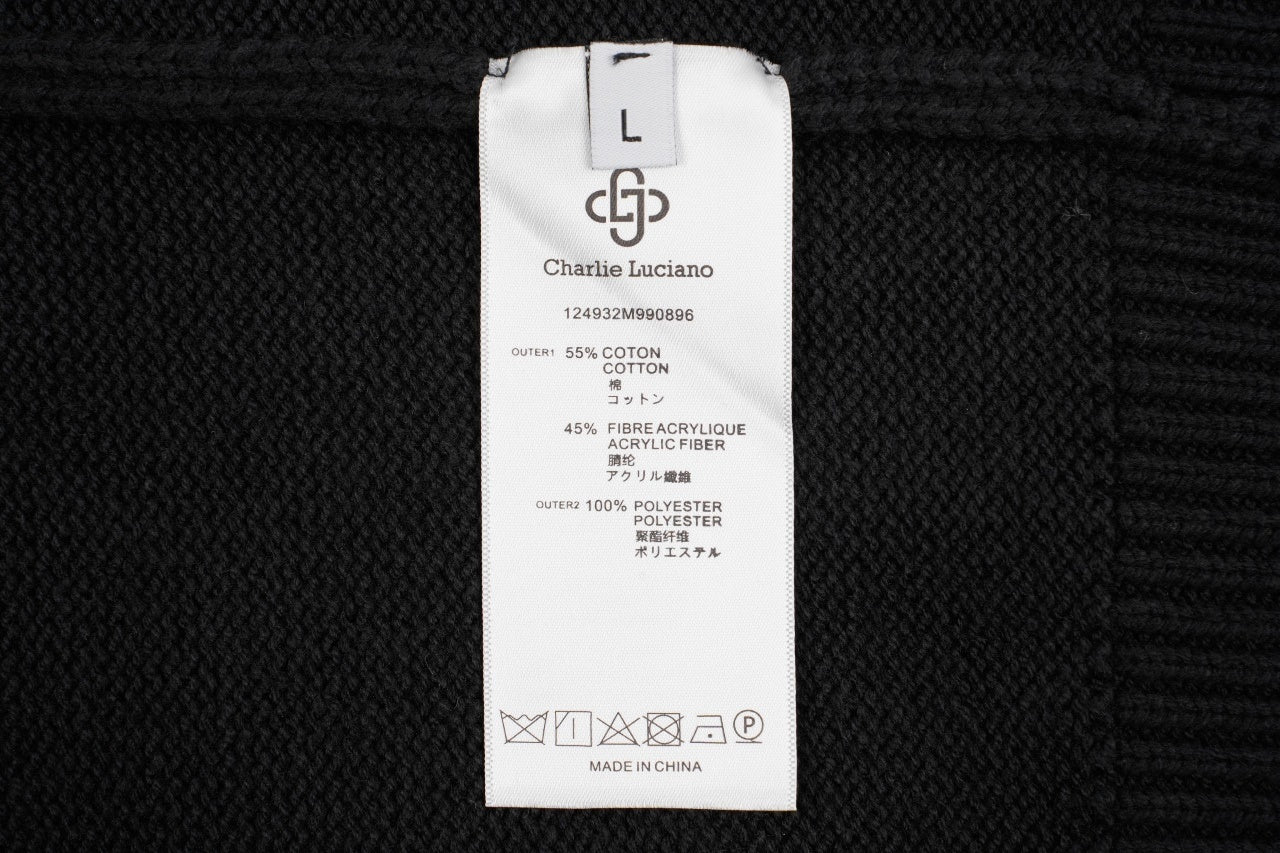 L
Charlie Luciano
124932M990896
OUTER1 55% COTON
COTTON
棉
コットン
45% FIBRE ACRYLIQUE
ACRYLIC FIBER
腈纶
アクリル繊維
OUTER2 100% POLYESTER
POLYESTER
聚酯纤维
ポリエステル
P
MADE IN CHINA